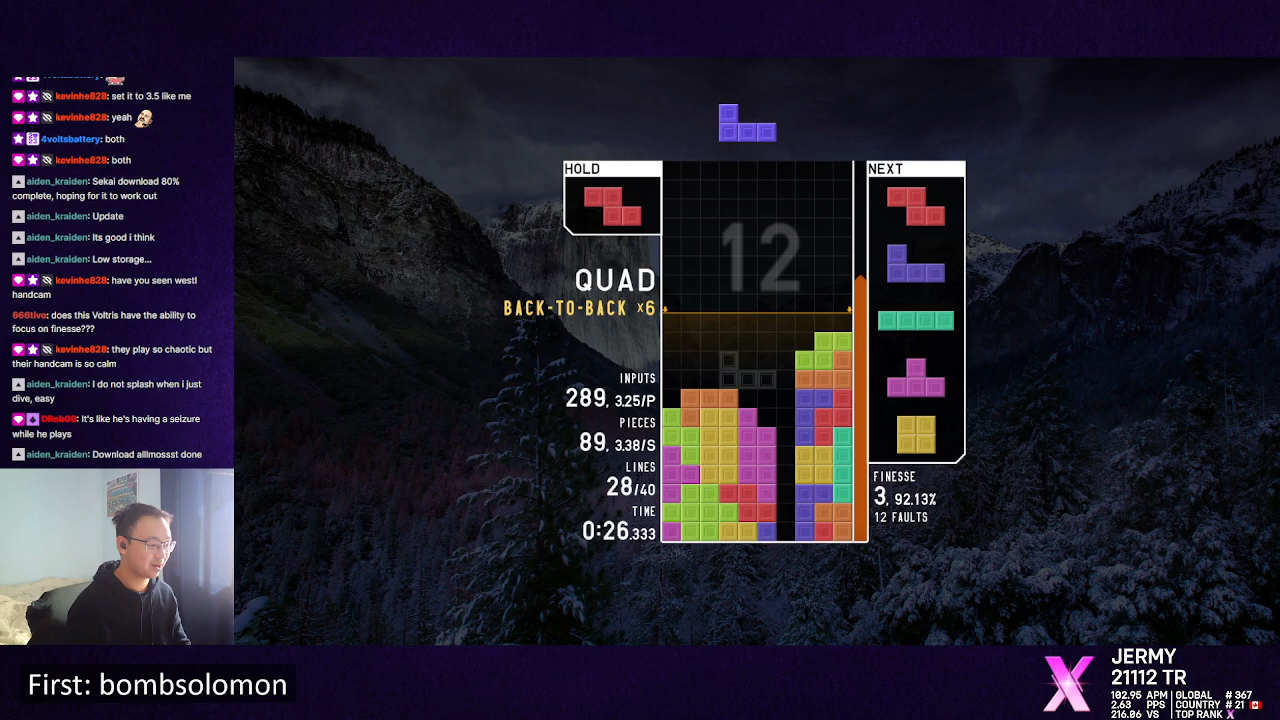 kevinhe828: set it to 3.5 like me
kevinhe828: yeah
4voltsbattery: both
kevinhe828: both
aiden_kraiden: Sekai download 80%
complete, hoping for it to work out
aiden_kraiden: Update
aiden_kraiden: Its good i think
aiden_kraiden: Low storage...
kevinhe828: have you seen westl
handcam
666tivo: does this Voltris have the ability to
focus on finesse???
kevinhe828: they play so chaotic but
their handcam is so calm
aiden_kraiden: I do not splash when i just
dive, easy
DRob00: It's like he's having a seizure
while he plays
aiden_kraiden: Download alllmossst done
HOLD
NEXT
12
QUAD
BACK-TO-BACK ×6
INPUTS
289, 3.25/P
PIECES
89, 3.38/S
LINES
28/40
TIME
0:26.333
FINESSE
3, 92.13%
12 FAULTS
First: bombsolomon
X
JERMY
21112 TR
102.95 APM | GLOBAL # 367
2.63 PPS | COUNTRY # 21
216.06 VS | TOP RANK X